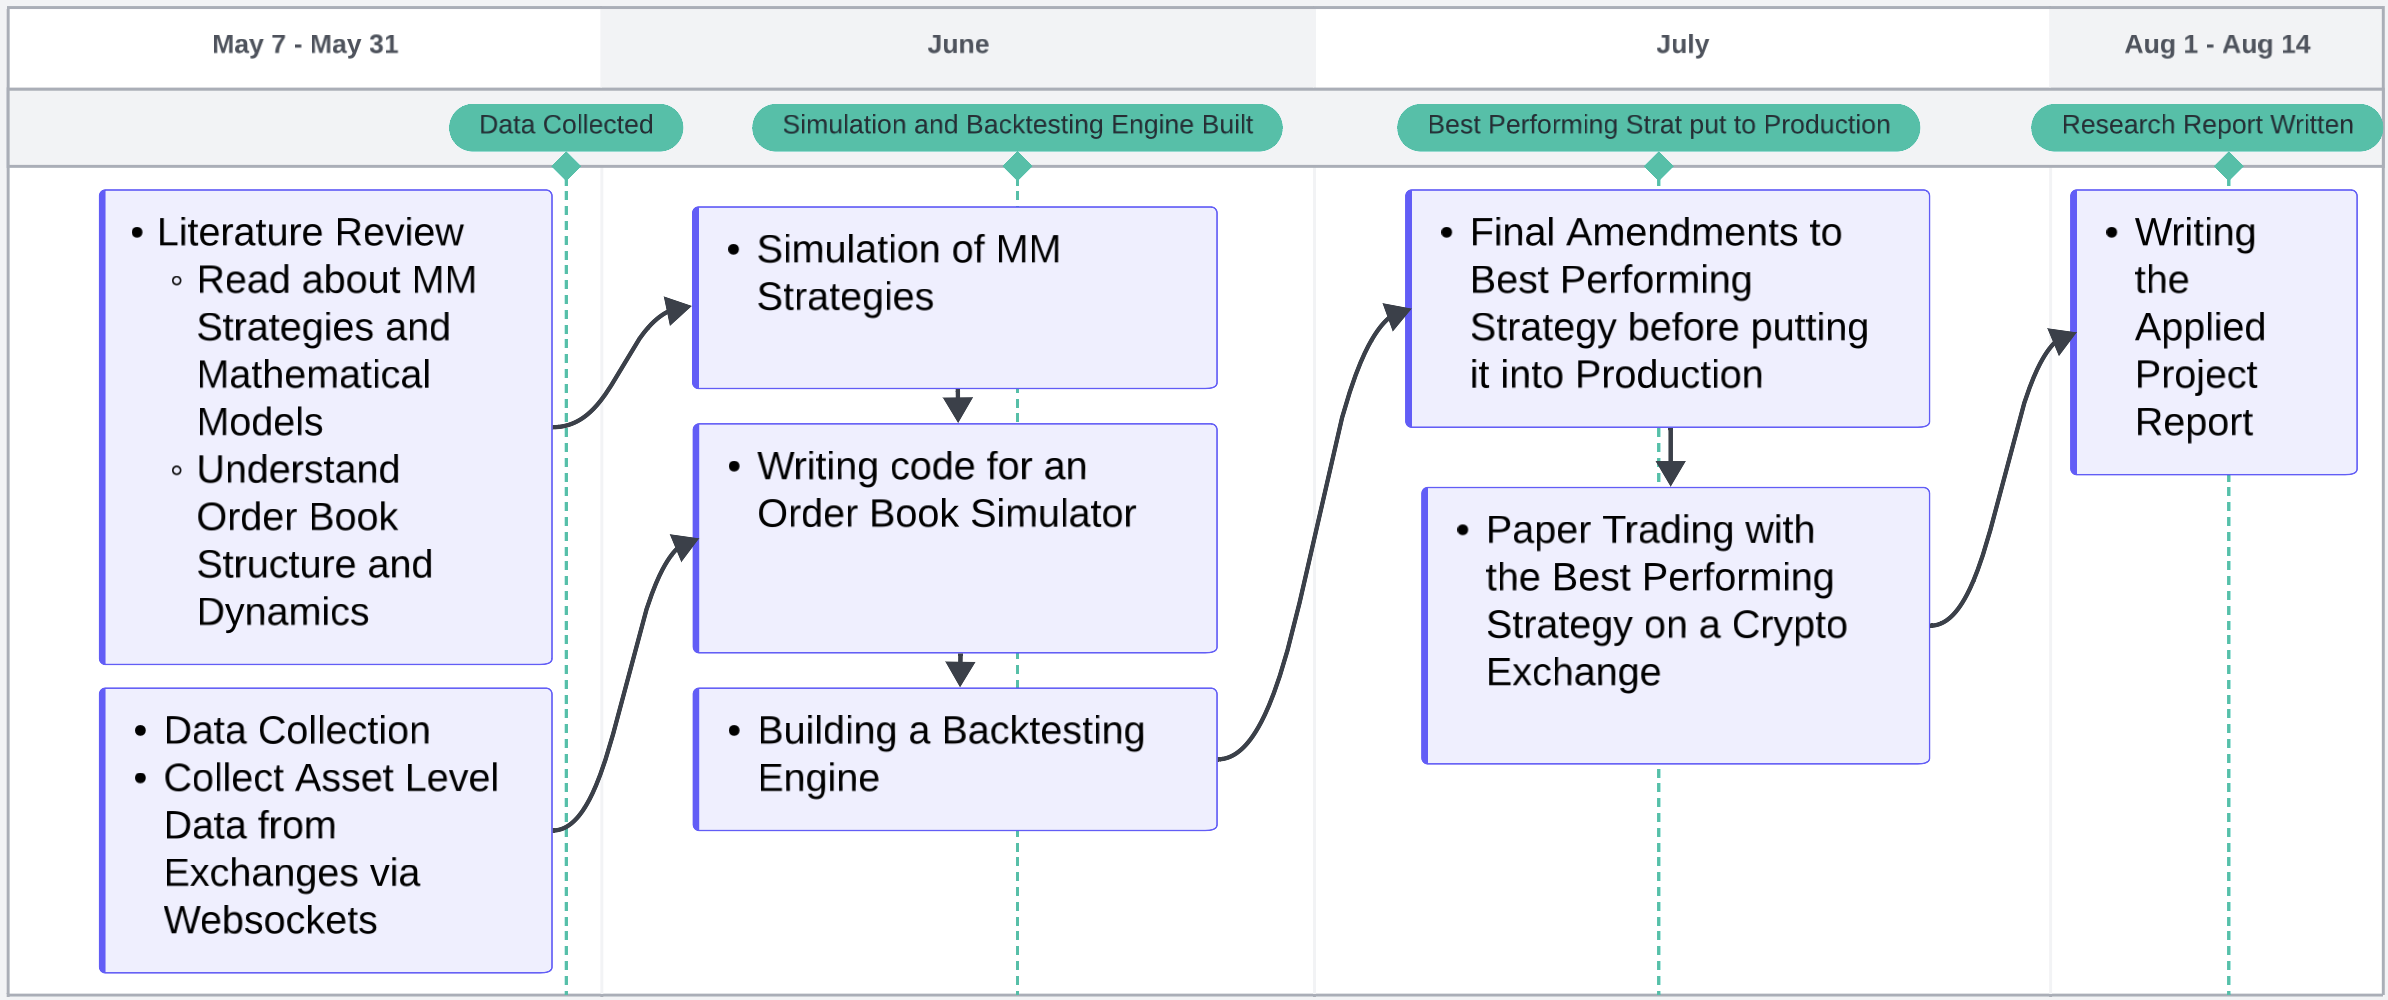 May 7 - May 31
June
July
Aug 1 - Aug 14
Data Collected
Simulation and Backtesting Engine Built
Best Performing Strat put to Production
Research Report Written
• Literature Review
◦ Read about MM
Strategies and
Mathematical
Models
◦ Understand
Order Book
Structure and
Dynamics
• Data Collection
• Collect Asset Level
Data from
Exchanges via
Websockets
• Simulation of MM
Strategies
• Writing code for an
Order Book Simulator
• Building a Backtesting
Engine
• Final Amendments to
Best Performing
Strategy before putting
it into Production
• Paper Trading with
the Best Performing
Strategy on a Crypto
Exchange
• Writing
the
Applied
Project
Report